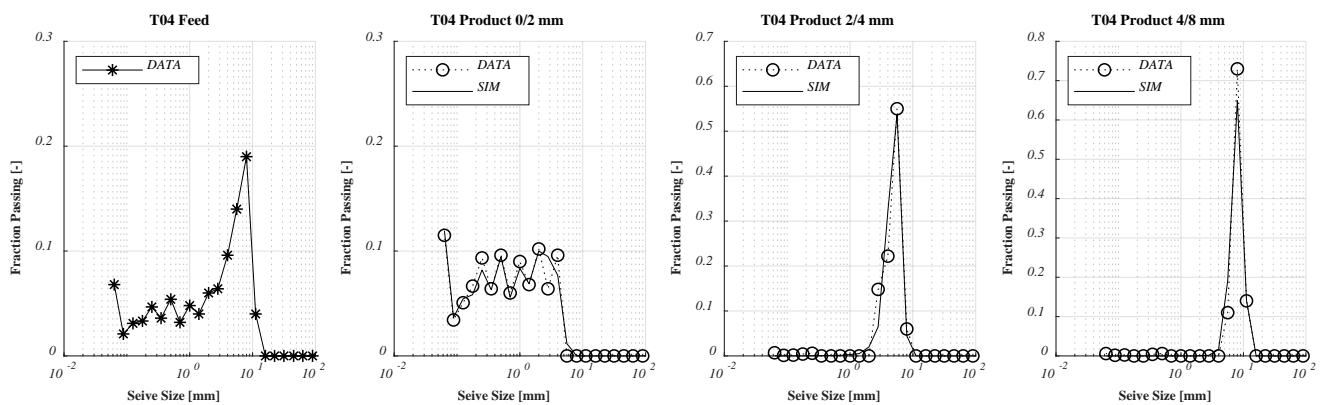 T04 Feed
DATA
0.3
0.2
0.1
0
Fraction Passing [-]
10 -2
10 0
10 1
10 2
Seive Size [mm]
T04 Product 0/2 mm
DATA
SIM
0.3
0.2
0.1
0
Fraction Passing [-]
10 -2
10 0
10 1
10 2
Seive Size [mm]
T04 Product 2/4 mm
DATA
SIM
0.7
0.6
0.5
0.4
0.3
0.2
0.1
0
Fraction Passing [-]
10 -2
10 0
10 1
10 2
Seive Size [mm]
T04 Product 4/8 mm
DATA
SIM
0.8
0.7
0.6
0.5
0.4
0.3
0.2
0.1
0
Fraction Passing [-]
10 -2
10 0
10 1
10 2
Seive Size [mm]